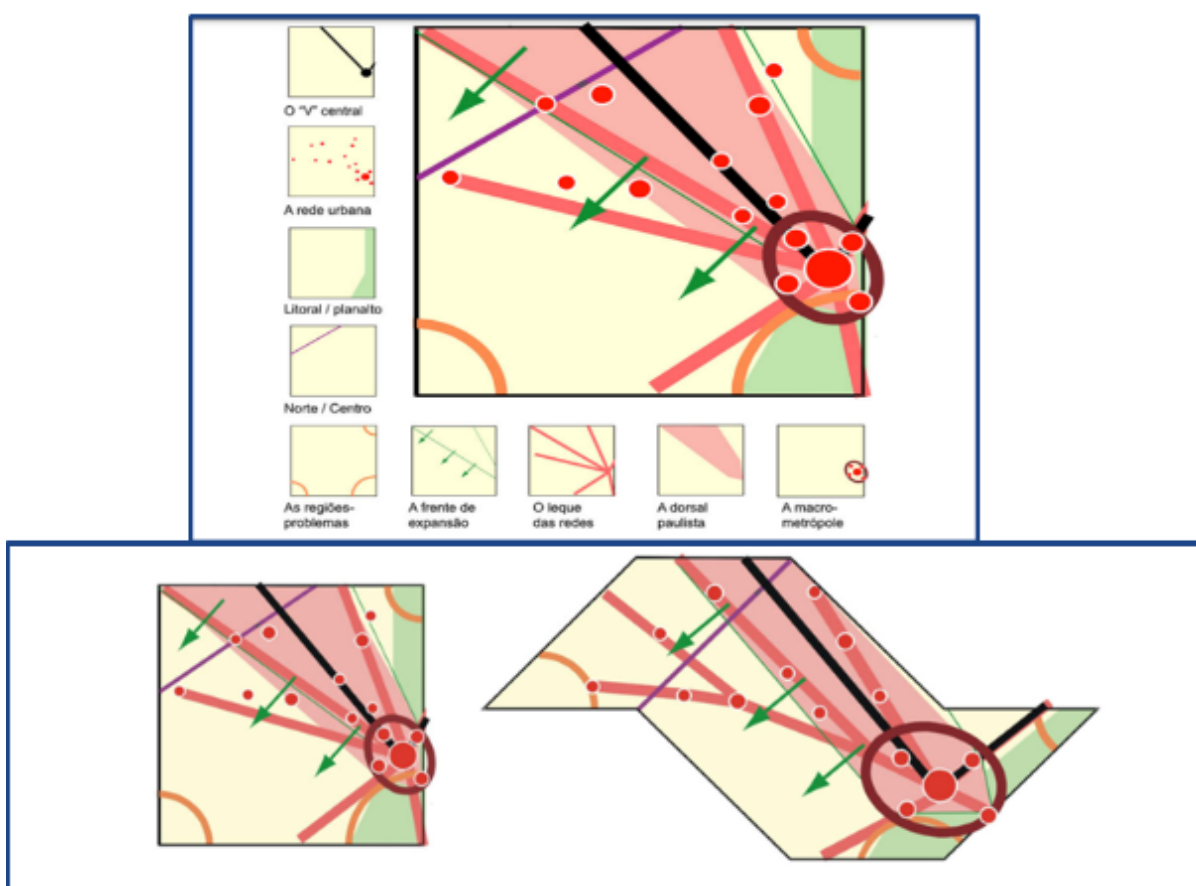 O "V" central
A rede urbana
Litoral / planalto
Norte / Centro
As regiões-
problemas
A frente de
expansão
O leque
das redes
A dorsal
paulista
A macro-
metrópole